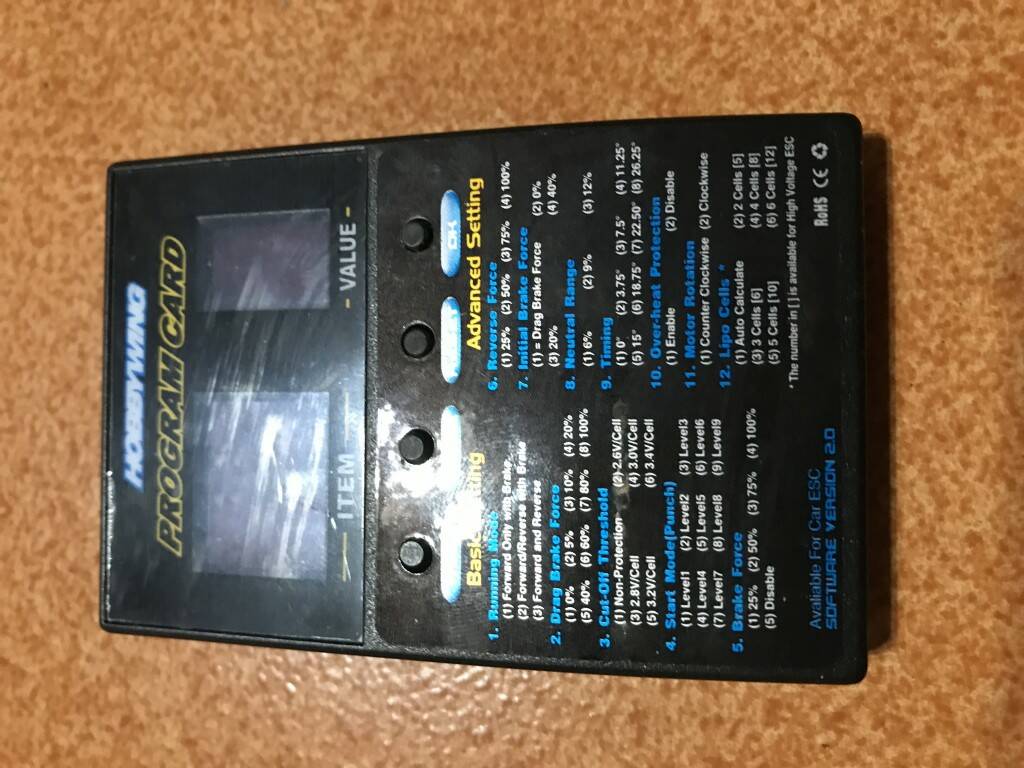 HOBBYWING
PROGRAM CARD
ITEM
- VALUE -
OK
Basic Setting
1. Running Mode
(1) Forward Only with Brake
(2) Forward/Reverse with Brake
(3) Forward and Reverse
2. Drag Brake Force
(1) 0% (2) 5% (3) 10% (4) 20%
(5) 40% (6) 60% (7) 80% (8) 100%
3. Cut-Off Threshold
(1) Non-Protection (2) 2.6V/Cell
(3) 2.8V/Cell (4) 3.0V/Cell
(5) 3.2V/Cell (6) 3.4V/Cell
4. Start Mode(Punch)
(1) Level1 (2) Level2 (3) Level3
(4) Level4 (5) Level5 (6) Level6
(7) Level7 (8) Level8 (9) Level9
5. Brake Force
(1) 25% (2) 50% (3) 75% (4) 100%
(5) Disable
Advanced Setting
6. Reverse Force
(1) 25% (2) 50% (3) 75% (4) 100%
7. Initial Brake Force
(1) = Drag Brake Force (2) 0%
(3) 20% (4) 40%
8. Neutral Range
(1) 6% (2) 9% (3) 12%
9. Timing
(1) 0° (2) 3.75° (3) 7.5° (4) 11.25°
(5) 15° (6) 18.75° (7) 22.50° (8) 26.25°
10. Over-heat Protection
(1) Enable (2) Disable
11. Motor Rotation
(1) Counter Clockwise (2) Clockwise
12. Lipo Cells *
(1) Auto Calculate (2) 2 Cells [5]
(3) 3 Cells [6] (4) 4 Cells [8]
(5) 5 Cells [10] (6) 6 Cells [12]
* The number in [ ] is available for High Voltage ESC
Available For Car ESC
SOFTWARE VERSION 2.0
RoHS CE